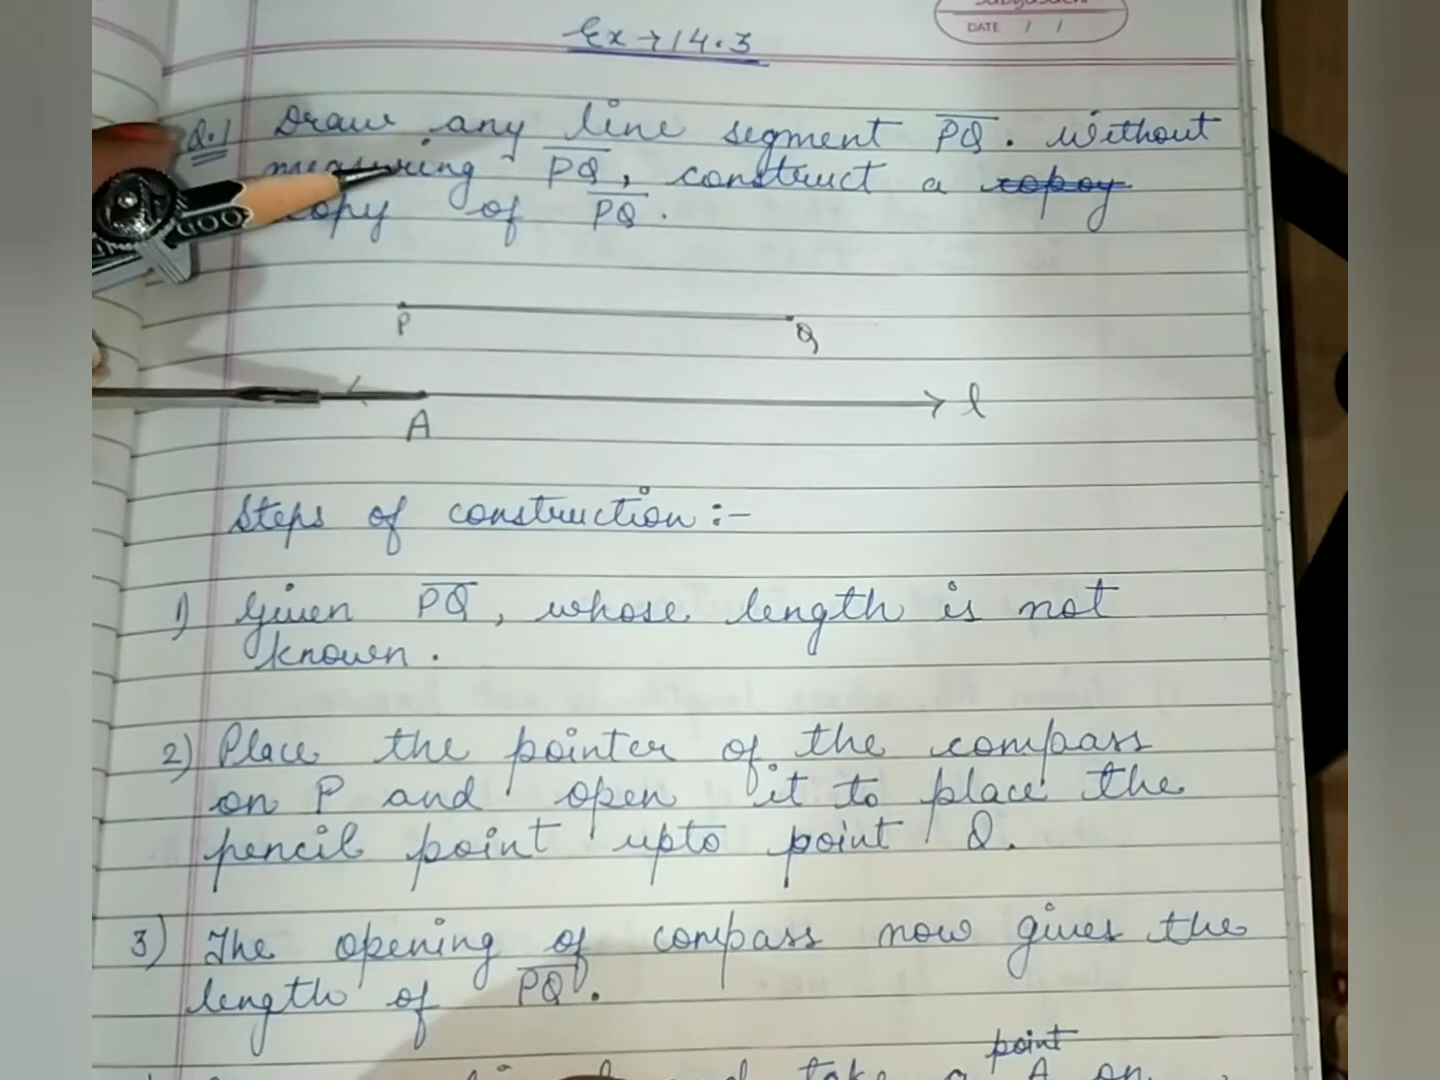 DATE / /
Ex → 14.3
Q.1 Draw any line segment PQ. Without
measuring PQ, construct a copoy
copy of PQ.
P
Q
l
A
Steps of construction :-
1) Given PQ, whose length is not
known.
2) Place the pointer of the compass
on P and open it to place the
pencil point upto point Q.
3) The opening of compass now gives the
length of PQ.
point
take a A on